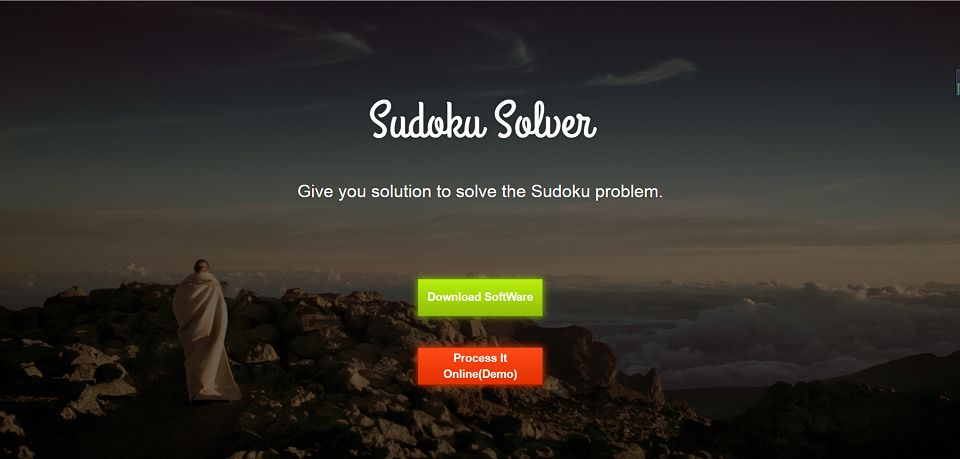 Sudoku Solver
Give you solution to solve the Sudoku problem.
Download SoftWare
Process It
Online(Demo)